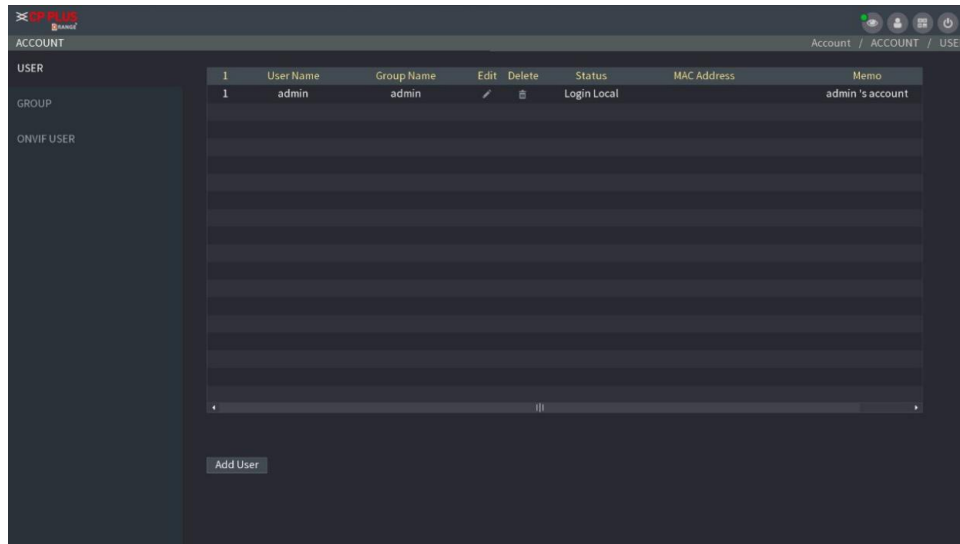 CP PLUS
ORANGE
ACCOUNT
Account / ACCOUNT / USE
USER
GROUP
ONVIF USER
1 User Name Group Name Edit Delete Status MAC Address Memo
1 admin admin Login Local admin 's account
Add User